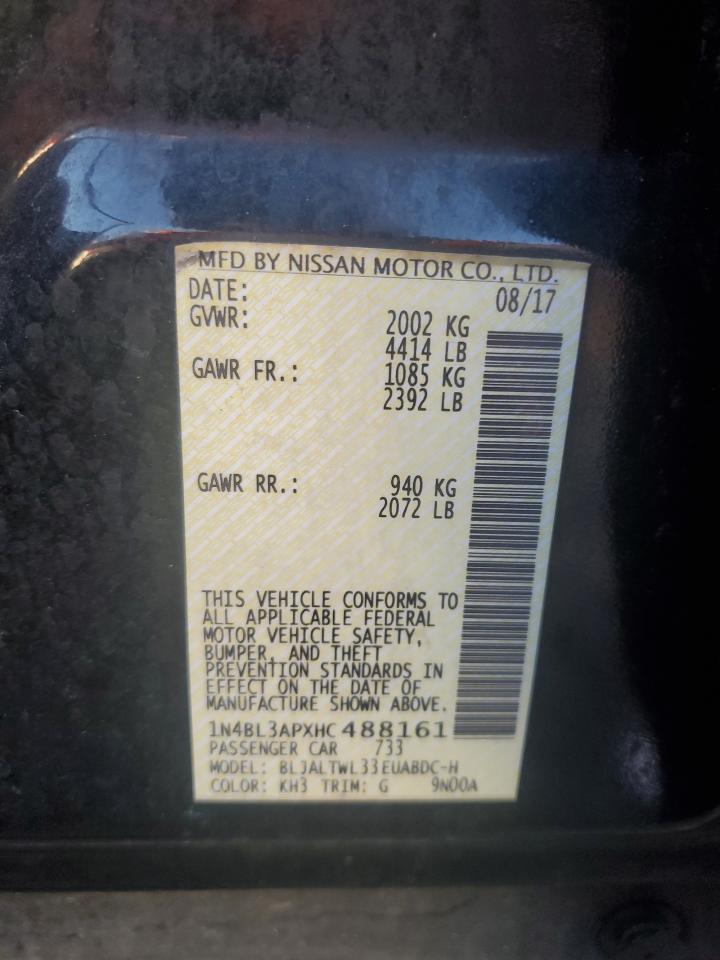 MFD BY NISSAN MOTOR CO., LTD.
DATE: 08/17
GVWR: 2002 KG
4414 LB
GAWR FR.: 1085 KG
2392 LB
GAWR RR.: 940 KG
2072 LB
THIS VEHICLE CONFORMS TO
ALL APPLICABLE FEDERAL
MOTOR VEHICLE SAFETY,
BUMPER, AND THEFT
PREVENTION STANDARDS IN
EFFECT ON THE DATE OF
MANUFACTURE SHOWN ABOVE.
1N4BL3APXHC488161
PASSENGER CAR 733
MODEL: BLJALTWL33EUABDC-H
COLOR: KH3 TRIM: G 9N00A